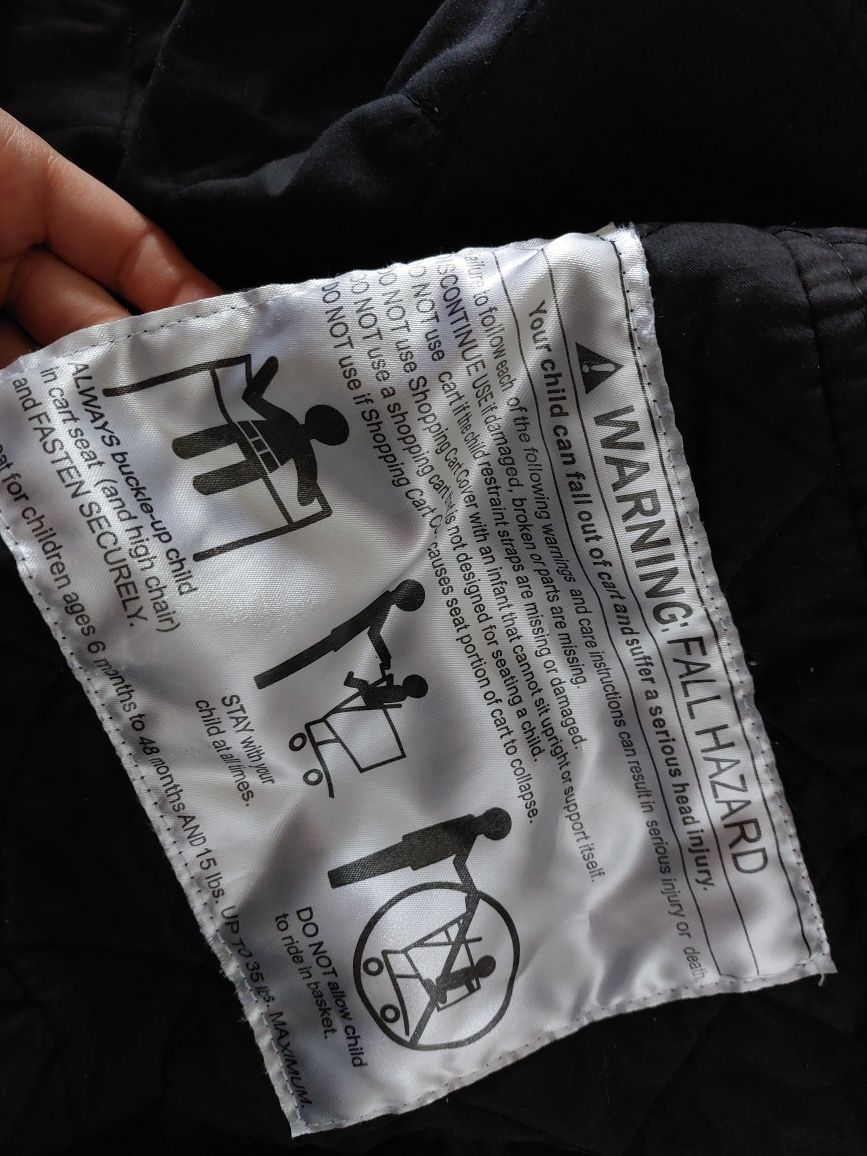 WARNING: FALL HAZARD
Your child can fall out of cart and suffer a serious head injury.
to follow each of the following warnings and care instructions can result in serious injury or death.
DISCONTINUE USE if damaged, broken or parts are missing.
DO NOT use cart if the child restraint straps are missing or damaged.
DO NOT use Shopping Cart Cover with an infant that cannot sit upright or support itself.
DO NOT use a shopping cart is not designed for seating a child.
DO NOT use if Shopping Cart causes seat portion of cart to collapse.
ALWAYS buckle-up child
in cart seat (and high chair)
and FASTEN SECURELY.
STAY with your
child at all times.
DO NOT allow child
to ride in basket.
for children ages 6 months to 48 months AND 15 lbs. UP TO 35 lbs. MAXIMUM.